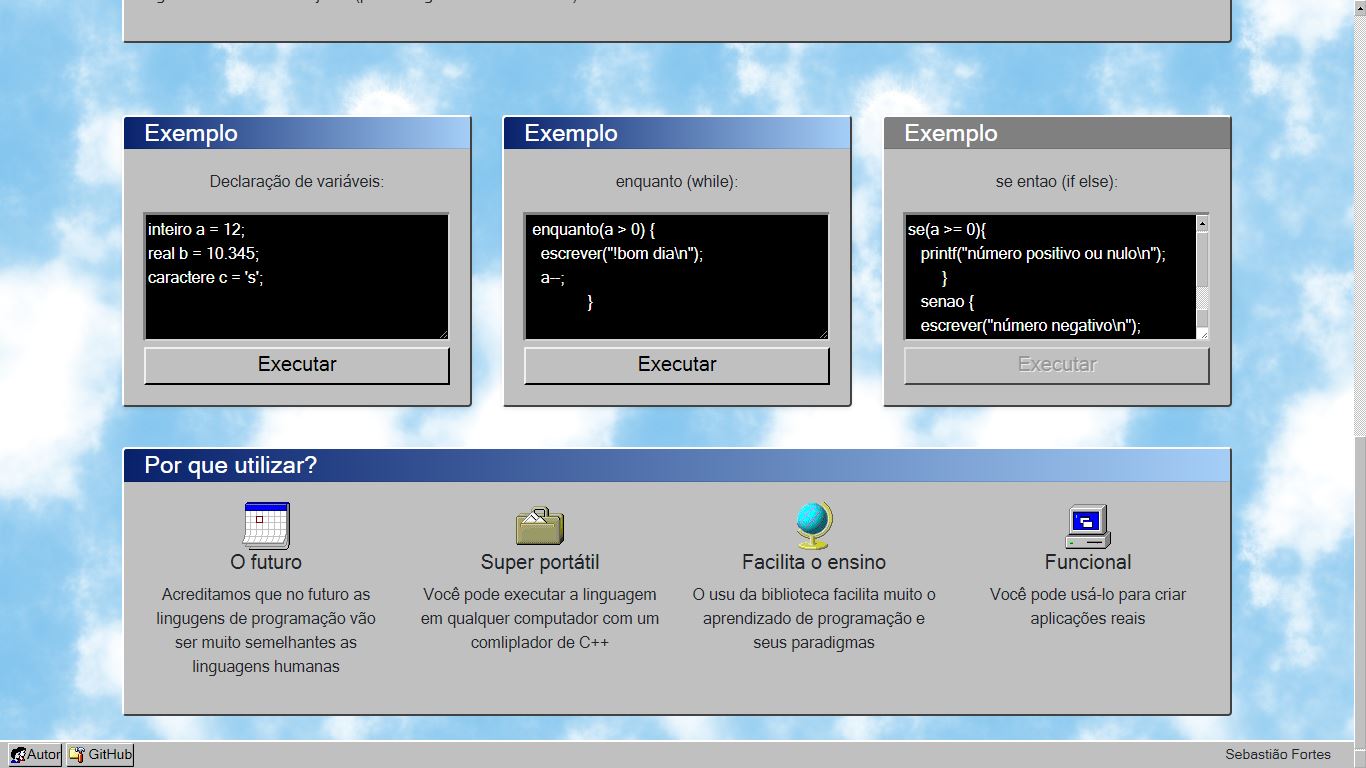 Exemplo
Declaração de variáveis:
inteiro a = 12;
real b = 10.345;
caractere c = 's';
Executar
Exemplo
enquanto (while):
enquanto(a > 0) {
escrever("!bom dia\n");
a--;
}
Executar
Exemplo
se entao (if else):
se(a >= 0){
printf("número positivo ou nulo\n");
}
senao {
escrever("número negativo\n");
Executar
Por que utilizar?
O futuro
Acreditamos que no futuro as
lingugens de programação vão
ser muito semelhantes as
linguagens humanas
Super portátil
Você pode executar a linguagem
em qualquer computador com um
comliplador de C++
Facilita o ensino
O usu da biblioteca facilita muito o
aprendizado de programação e
seus paradigmas
Funcional
Você pode usá-lo para criar
aplicações reais
Autor
GitHub
Sebastião Fortes